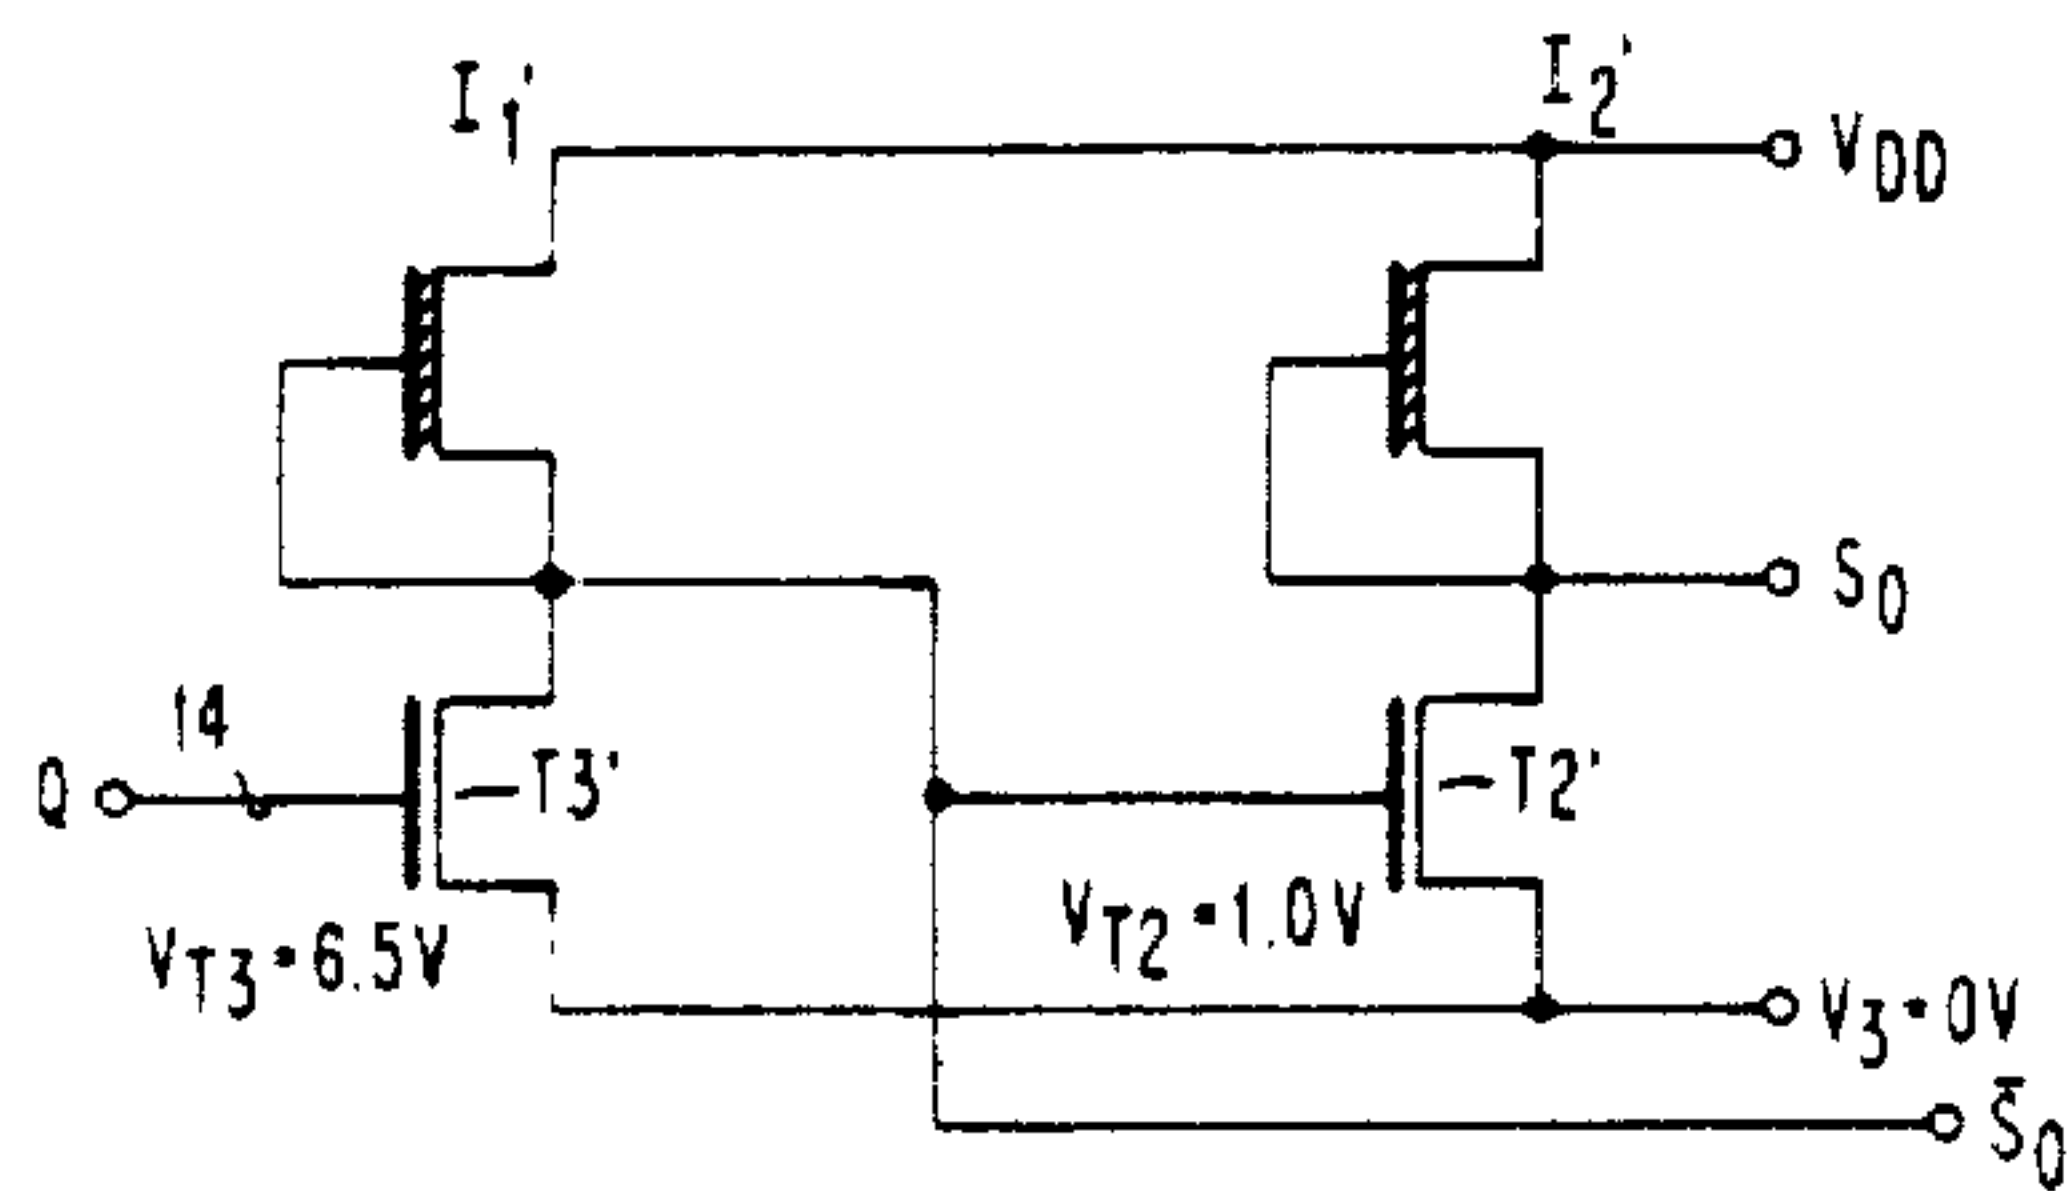 I1'
I2'
VDD
S0
14
Q
T3'
T2'
VT3=6.5V
VT2=1.0V
V3=0V
S̄0